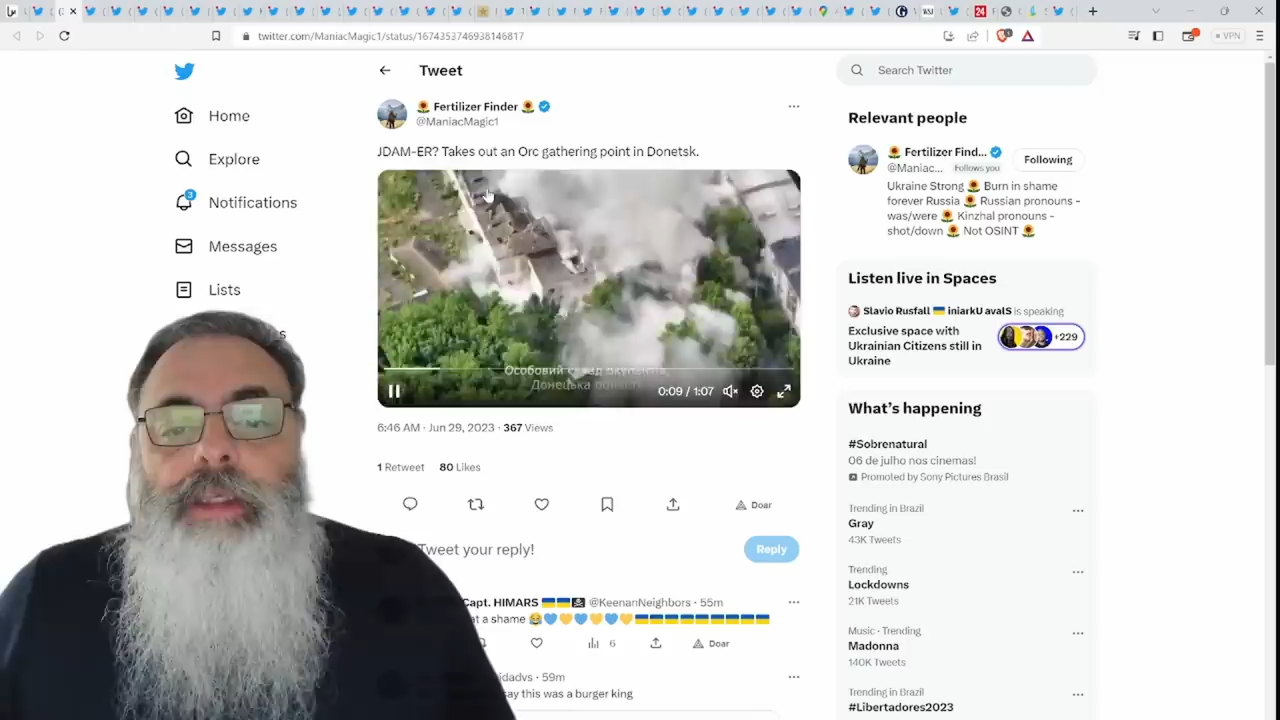 twitter.com/ManiacMagic1/status/1674353746938146817
VPN
Home
Explore
3
Notifications
Messages
Lists
Tweet
🌻 Fertilizer Finder 🌻
@ManiacMagic1
JDAM-ER? Takes out an Orc gathering point in Donetsk.
0:09 / 1:07
6:46 AM · Jun 29, 2023 · 367 Views
1 Retweet 80 Likes
Doar
Tweet your reply!
Reply
Capt. HIMARS 🇺🇦🇺🇦🏴‍☠️ @KeenanNeighbors · 55m
at a shame 😂💙💛💙💛💙💛🇺🇦🇺🇦🇺🇦🇺🇦🇺🇦🇺🇦🇺🇦🇺🇦🇺🇦
6
Doar
· 59m
say this was a burger king
Search Twitter
Relevant people
🌻 Fertilizer Find...
@Maniac... Follows you
Following
Ukraine Strong 🌻 Burn in shame
forever Russia 🌻 Russian pronouns -
was/were 🌻 Kinzhal pronouns -
shot/down 🌻 Not OSINT 🌻
Listen live in Spaces
Slavio Rusfall 🇺🇦 iniarkU avalS is speaking
Exclusive space with
Ukrainian Citizens still in
Ukraine
+229
What's happening
#Sobrenatural
06 de julho nos cinemas!
Promoted by Sony Pictures Brasil
Trending in Brazil
Gray
43K Tweets
Trending
Lockdowns
21K Tweets
Music · Trending
Madonna
140K Tweets
Trending in Brazil
#Libertadores2023